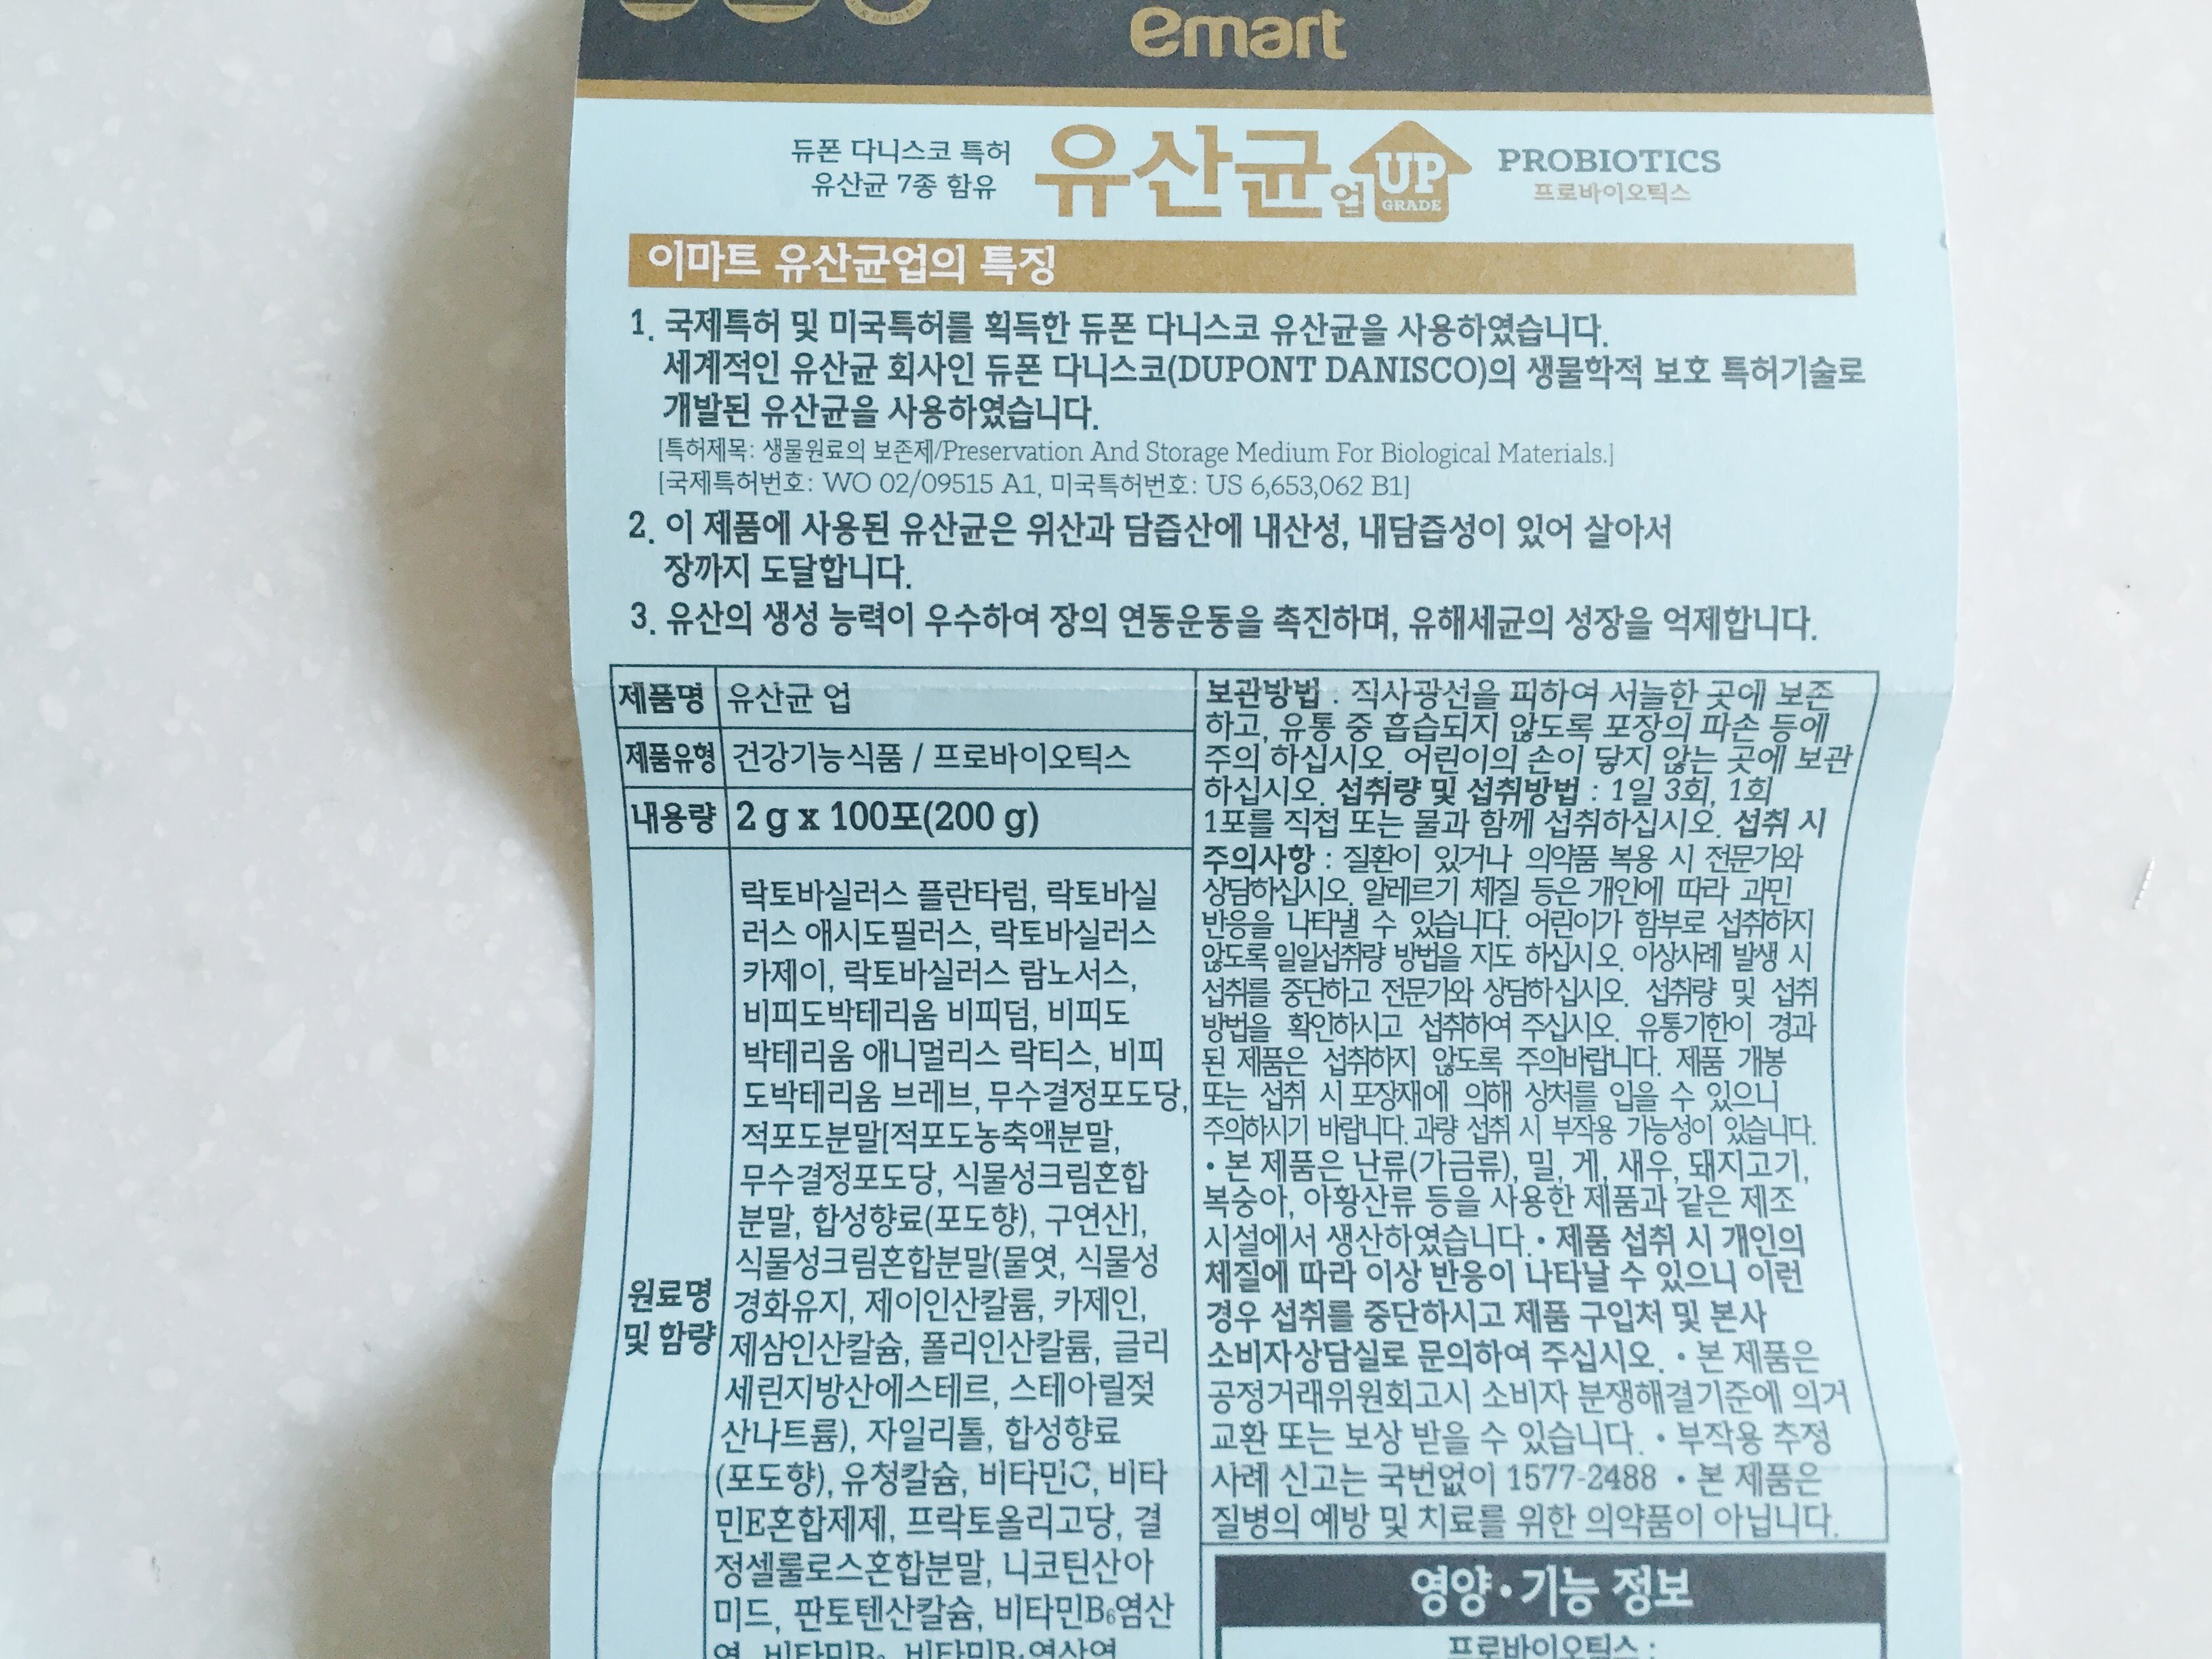 emart
듀폰 다니스코 특허
유산균 7종 함유
유산균업
UP
GRADE
PROBIOTICS
프로바이오틱스
이마트 유산균업의 특징
1. 국제특허 및 미국특허를 획득한 듀폰 다니스코 유산균을 사용하였습니다.
세계적인 유산균 회사인 듀폰 다니스코(DUPONT DANISCO)의 생물학적 보호 특허기술로
개발된 유산균을 사용하였습니다.
[특허제목: 생물원료의 보존제/Preservation And Storage Medium For Biological Materials.]
[국제특허번호: WO 02/09515 A1, 미국특허번호: US 6,653,062 B1]
2. 이 제품에 사용된 유산균은 위산과 담즙산에 내산성, 내담즙성이 있어 살아서
장까지 도달합니다.
3. 유산의 생성 능력이 우수하여 장의 연동운동을 촉진하며, 유해세균의 성장을 억제합니다.
제품명 유산균 업
제품유형 건강기능식품 / 프로바이오틱스
내용량 2 g x 100포(200 g)
원료명
및 함량
락토바실러스 플란타럼, 락토바실
러스 애시도필러스, 락토바실러스
카제이, 락토바실러스 람노서스,
비피도박테리움 비피덤, 비피도
박테리움 애니멀리스 락티스, 비피
도박테리움 브레브, 무수결정포도당,
적포도분말[적포도농축액분말,
무수결정포도당, 식물성크림혼합
분말, 합성향료(포도향), 구연산],
식물성크림혼합분말(물엿, 식물성
경화유지, 제이인산칼륨, 카제인,
제삼인산칼슘, 폴리인산칼륨, 글리
세린지방산에스테르, 스테아릴젖
산나트륨), 자일리톨, 합성향료
(포도향), 유청칼슘, 비타민C, 비타
민E혼합제제, 프락토올리고당, 결
정셀룰로스혼합분말, 니코틴산아
미드, 판토텐산칼슘, 비타민B₆염산
염, 비타민B₂, 비타민B₁염산염
보관방법 : 직사광선을 피하여 서늘한 곳에 보존
하고, 유통 중 흡습되지 않도록 포장의 파손 등에
주의 하십시오. 어린이의 손이 닿지 않는 곳에 보관
하십시오. 섭취량 및 섭취방법 : 1일 3회, 1회
1포를 직접 또는 물과 함께 섭취하십시오. 섭취 시
주의사항 : 질환이 있거나 의약품 복용 시 전문가와
상담하십시오. 알레르기 체질 등은 개인에 따라 과민
반응을 나타낼 수 있습니다. 어린이가 함부로 섭취하지
않도록 일일섭취량 방법을 지도 하십시오. 이상사례 발생 시
섭취를 중단하고 전문가와 상담하십시오. 섭취량 및 섭취
방법을 확인하시고 섭취하여 주십시오. 유통기한이 경과
된 제품은 섭취하지 않도록 주의바랍니다. 제품 개봉
또는 섭취 시 포장재에 의해 상처를 입을 수 있으니
주의하시기 바랍니다. 과량 섭취 시 부작용 가능성이 있습니다.
• 본 제품은 난류(가금류), 밀, 게, 새우, 돼지고기,
복숭아, 아황산류 등을 사용한 제품과 같은 제조
시설에서 생산하였습니다. • 제품 섭취 시 개인의
체질에 따라 이상 반응이 나타날 수 있으니 이런
경우 섭취를 중단하시고 제품 구입처 및 본사
소비자상담실로 문의하여 주십시오. • 본 제품은
공정거래위원회고시 소비자 분쟁해결기준에 의거
교환 또는 보상 받을 수 있습니다. • 부작용 추정
사례 신고는 국번없이 1577-2488 • 본 제품은
질병의 예방 및 치료를 위한 의약품이 아닙니다.
영양•기능 정보
프로바이오틱스 :